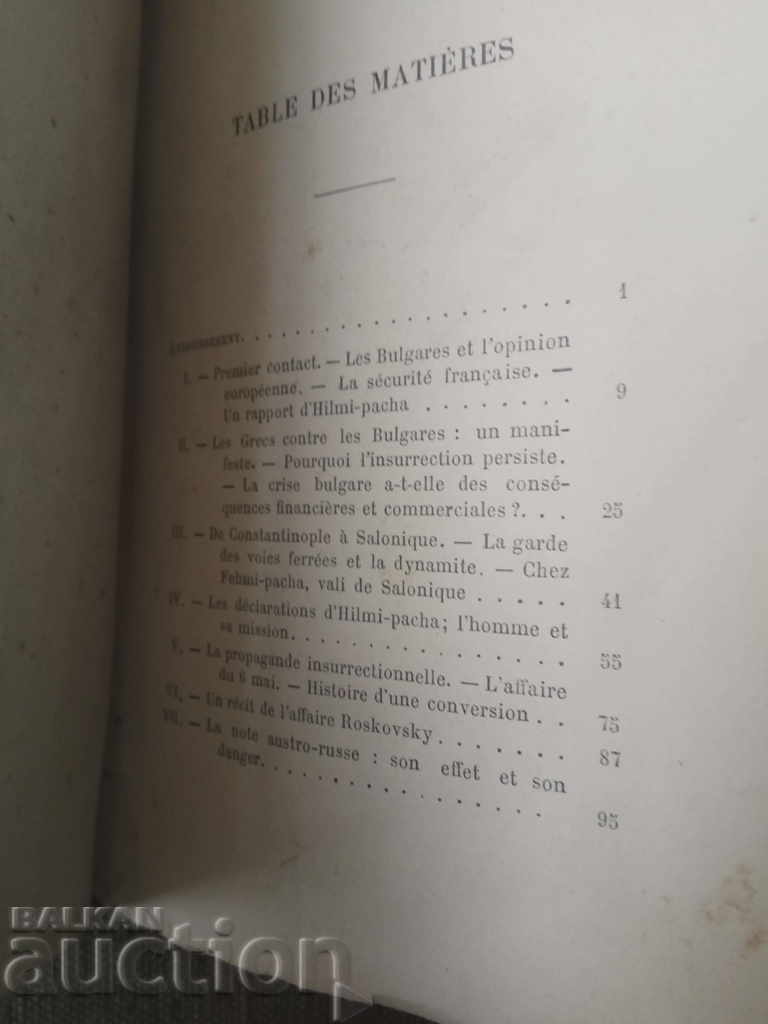 TABLE DES MATIÈRES
AVERTISSEMENT. . . . . . . . . . . . . . . . . . . 1
I. — Premier contact. — Les Bulgares et l'opinion
européenne. — La sécurité française. —
Un rapport d'Hilmi-pacha . . . . . . . . 9
II. — Les Grecs contre les Bulgares : un mani-
feste. — Pourquoi l'insurrection persiste.
— La crise bulgare a-t-elle des consé-
quences financières et commerciales ?. . . 25
III. — De Constantinople à Salonique. — La garde
des voies ferrées et la dynamite. — Chez
Fehmi-pacha, vali de Salonique . . . . . 41
IV. — Les déclarations d'Hilmi-pacha; l'homme et
sa mission. . . . . . . . . . . . . . . . 55
V. — La propagande insurrectionnelle. — L'affaire
du 6 mai. — Histoire d'une conversion . . 75
VI. — Un récit de l'affaire Roskovsky . . . . . . . 87
VII. — La note austro-russe : son effet et son
danger. . . . . . . . . . . . . . . . . 95
BALKAN
auction